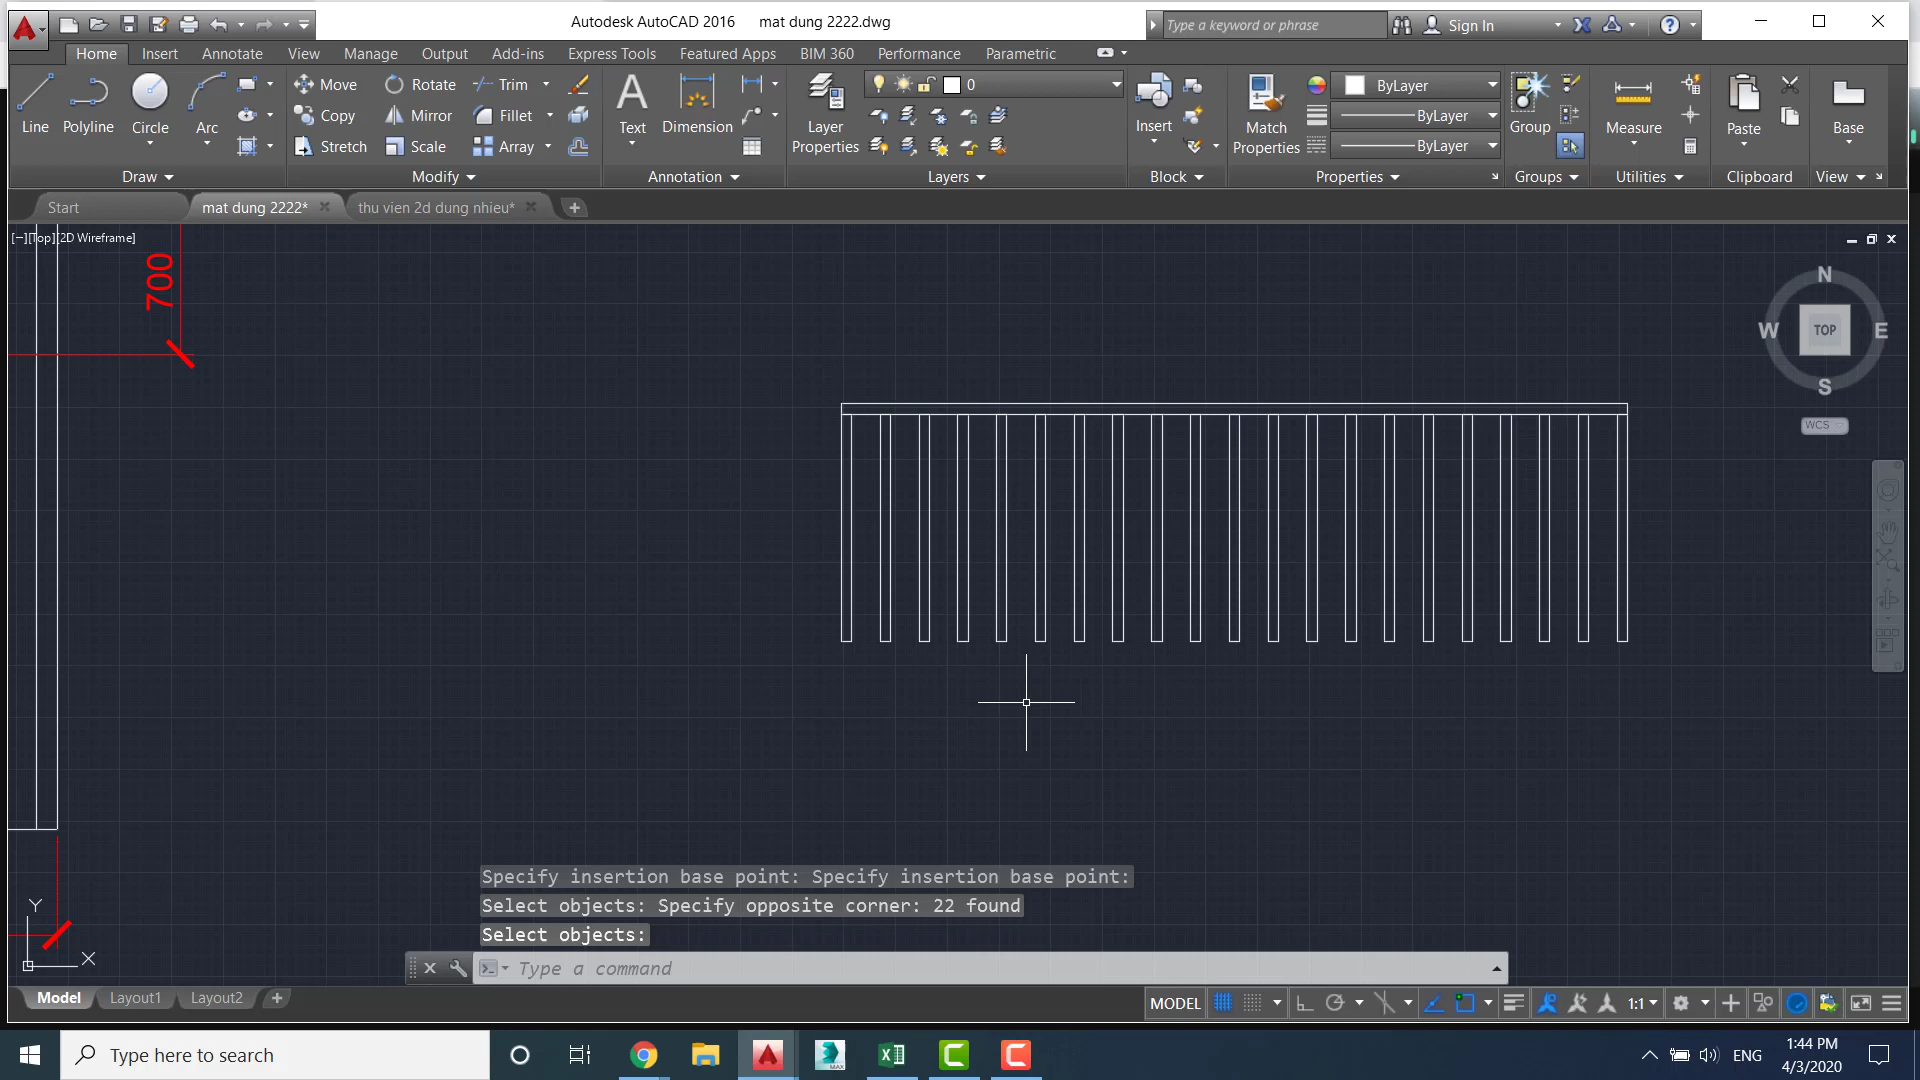 Autodesk AutoCAD 2016 mat dung 2222.dwg
Type a keyword or phrase
Sign In
Home Insert Annotate View Manage Output Add-ins Express Tools Featured Apps BIM 360 Performance Parametric
Line Polyline Circle Arc
Move Rotate Trim
Copy Mirror Fillet
Stretch Scale Array
Text Dimension
Layer Properties
0
Insert
Match Properties
ByLayer
ByLayer
ByLayer
Group
Measure
Paste
Base
Draw Modify Annotation Layers Block Properties Groups Utilities Clipboard View
Start mat dung 2222* thu vien 2d dung nhieu*
[−][Top][2D Wireframe]
700
N
W TOP E
S
WCS
Specify insertion base point: Specify insertion base point:
Select objects: Specify opposite corner: 22 found
Select objects:
Type a command
Y
X
Model Layout1 Layout2
MODEL 1:1
Type here to search
MAX
ENG
1:44 PM
4/3/2020